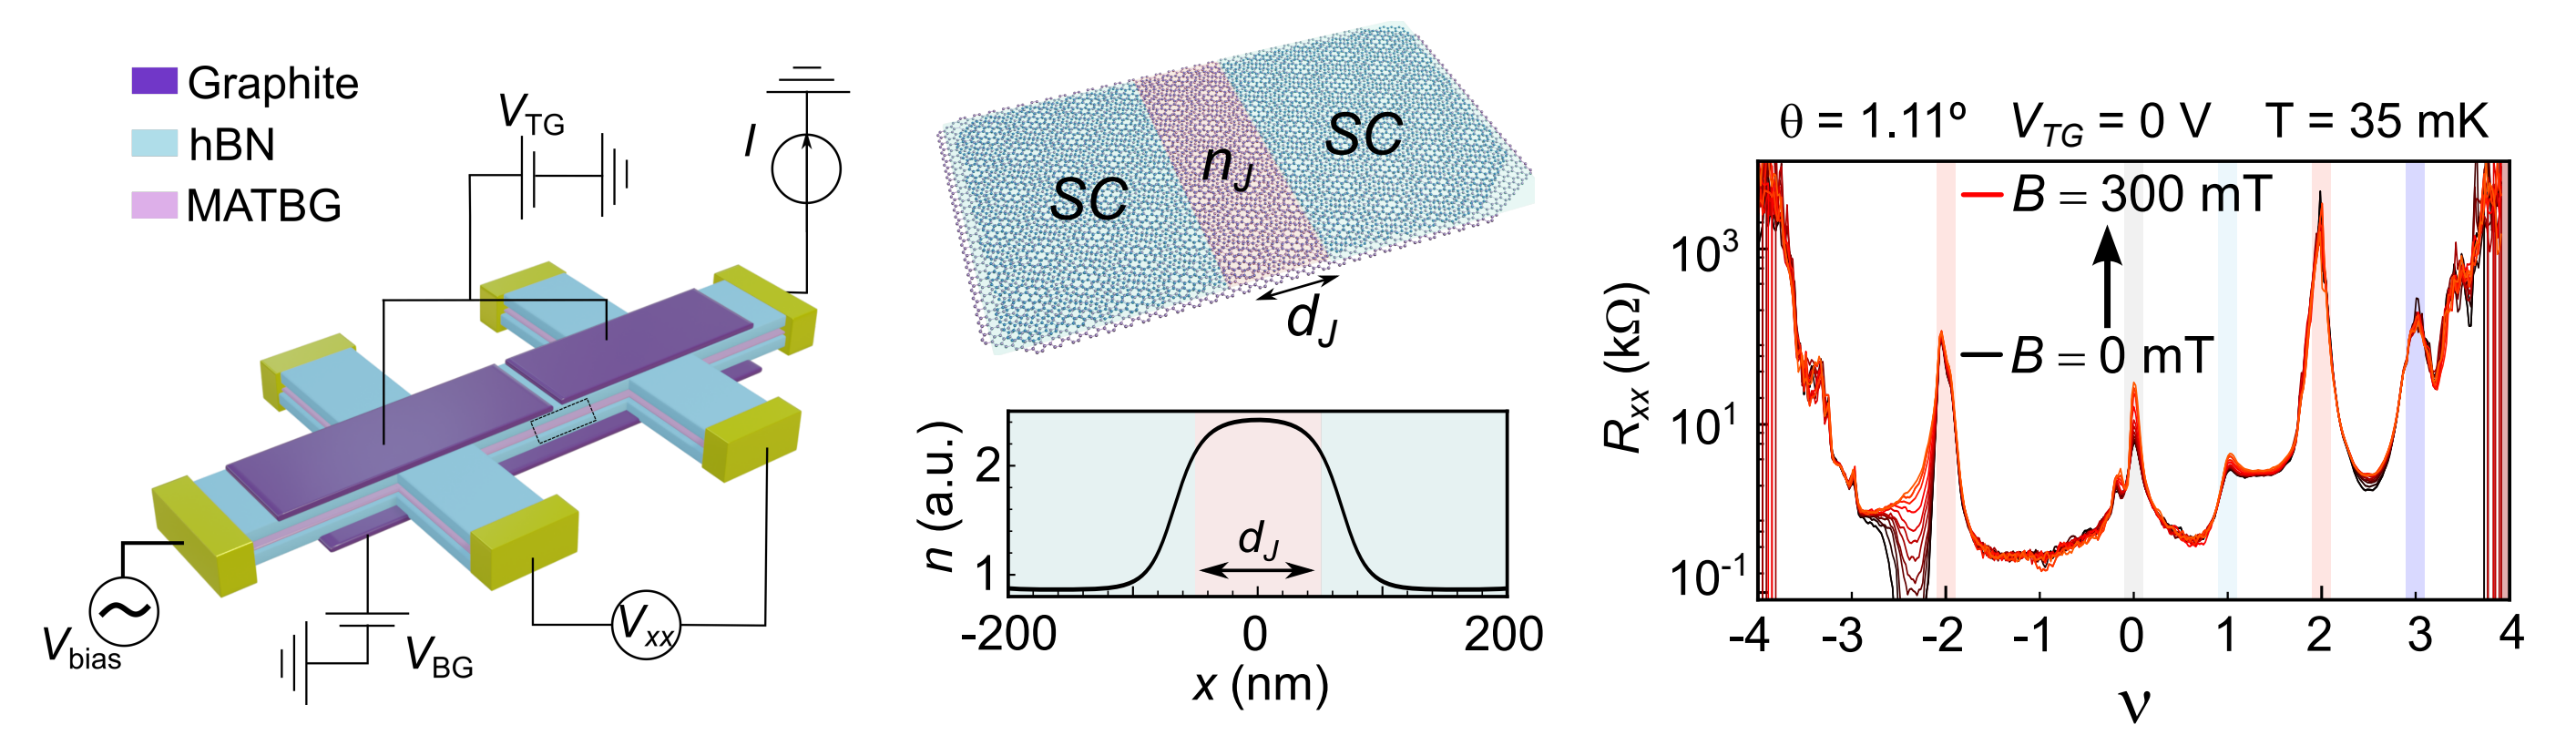 Graphite
hBN
MATBG
V_TG
I
V_bias
V_BG
V_xx
SC
n_J
SC
d_J
n (a.u.)
2
1
d_J
-200 0 200
x (nm)
θ = 1.11º V_TG = 0 V T = 35 mK
B = 300 mT
B = 0 mT
R_xx (kΩ)
10^3
10^1
10^-1
-4 -3 -2 -1 0 1 2 3 4
ν